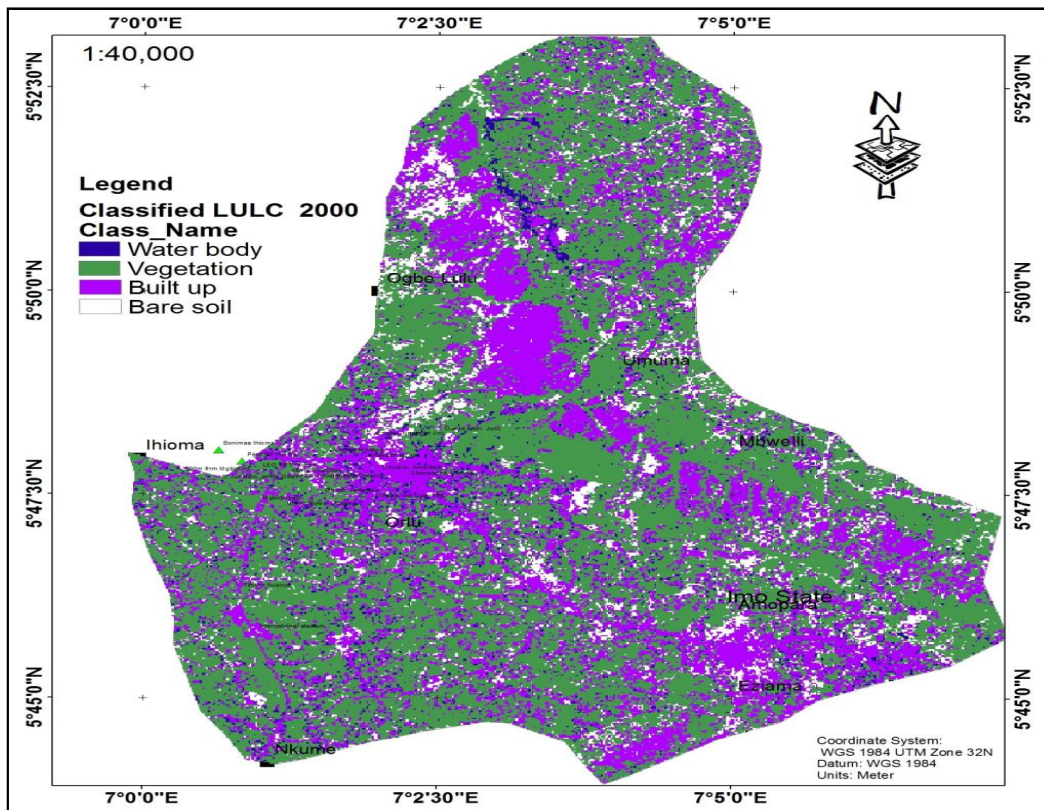 7°0'0"E 7°2'30"E 7°5'0"E
1:40,000
N
5°52'30"N 5°52'30"N
Legend
Classified LULC 2000
Class_Name
Water body
Vegetation
Built up
Bare soil
Ogbe Lulu
5°50'0"N 5°50'0"N
Umuma
Mbwelli
Ihioma
5°47'30"N 5°47'30"N
Orlu
Imo State
Amopara
Eziama
5°45'0"N 5°45'0"N
Nkume
Coordinate System:
WGS 1984 UTM Zone 32N
Datum: WGS 1984
Units: Meter
7°0'0"E 7°2'30"E 7°5'0"E